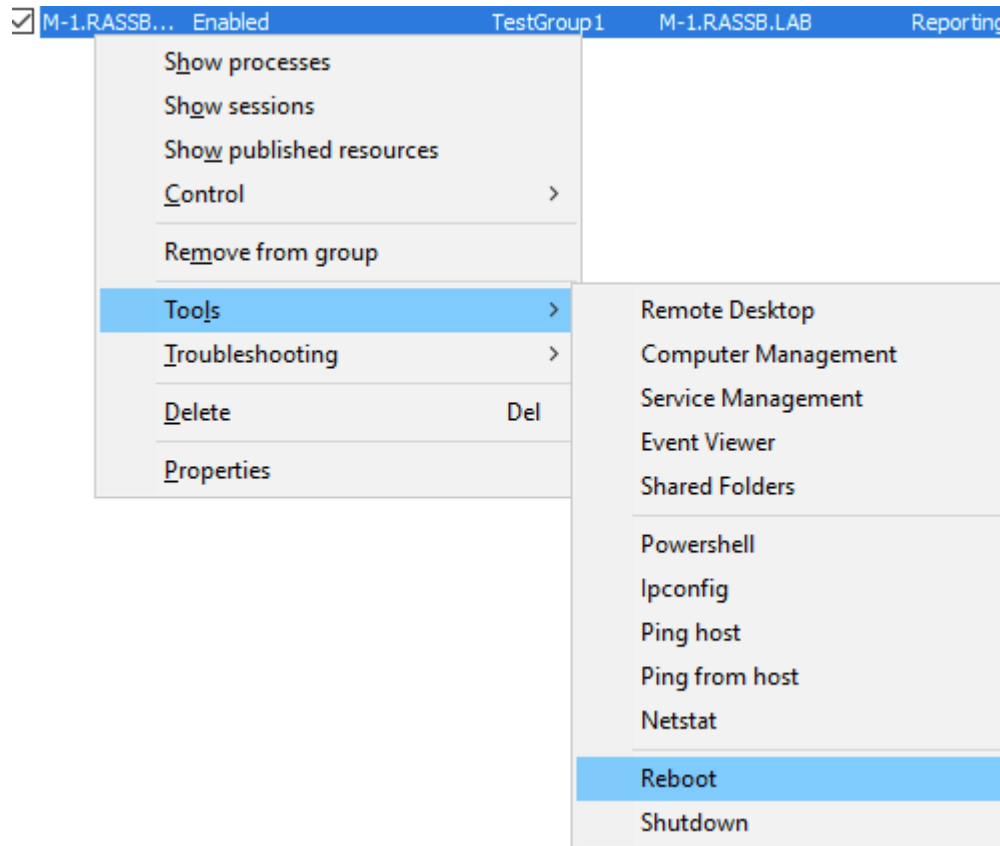 M-1.RASSB... Enabled TestGroup1 M-1.RASSB.LAB Reporting
Show processes
Show sessions
Show published resources
Control
Remove from group
Tools
Troubleshooting
Delete Del
Properties
Remote Desktop
Computer Management
Service Management
Event Viewer
Shared Folders
Powershell
Ipconfig
Ping host
Ping from host
Netstat
Reboot
Shutdown